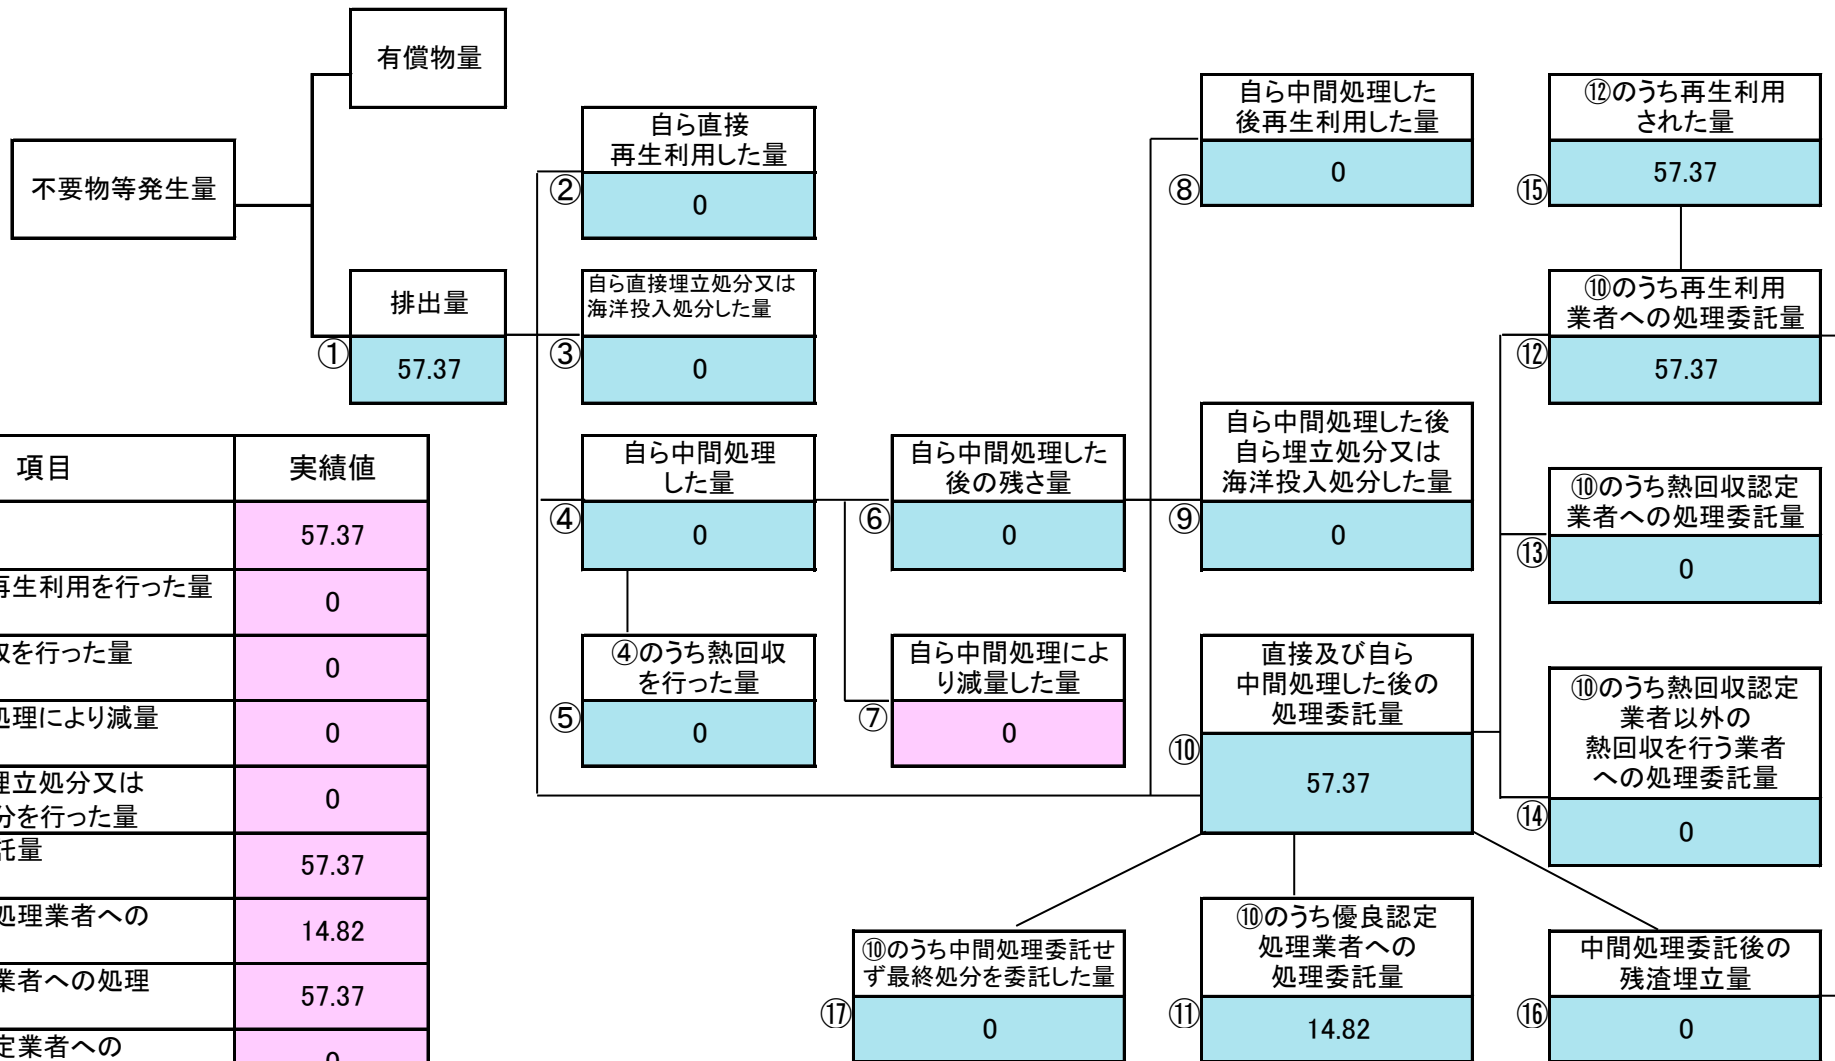 有償物量
不要物等発生量
排出量
①
57.37
自ら直接
再生利用した量
②
0
自ら直接埋立処分又は
海洋投入処分した量
③
0
自ら中間処理
した量
④
0
④のうち熱回収
を行った量
⑤
0
自ら中間処理した
後の残さ量
⑥
0
自ら中間処理によ
り減量した量
⑦
0
自ら中間処理した
後再生利用した量
⑧
0
自ら中間処理した後
自ら埋立処分又は
海洋投入処分した量
⑨
0
直接及び自ら
中間処理した後の
処理委託量
⑩
57.37
⑫のうち再生利用
された量
⑮
57.37
⑩のうち再生利用
業者への処理委託量
⑫
57.37
⑩のうち熱回収認定
業者への処理委託量
⑬
0
⑩のうち熱回収認定
業者以外の
熱回収を行う業者
への処理委託量
⑭
0
⑩のうち中間処理委託せ
ず最終処分を委託した量
⑰
0
⑩のうち優良認定
処理業者への
処理委託量
⑪
14.82
中間処理委託後の
残渣埋立量
⑯
0
項目 実績値
57.37
再生利用を行った量 0
を行った量 0
処理により減量 0
埋立処分又は
分を行った量 0
託量 57.37
処理業者への 14.82
業者への処理 57.37
定業者への 0